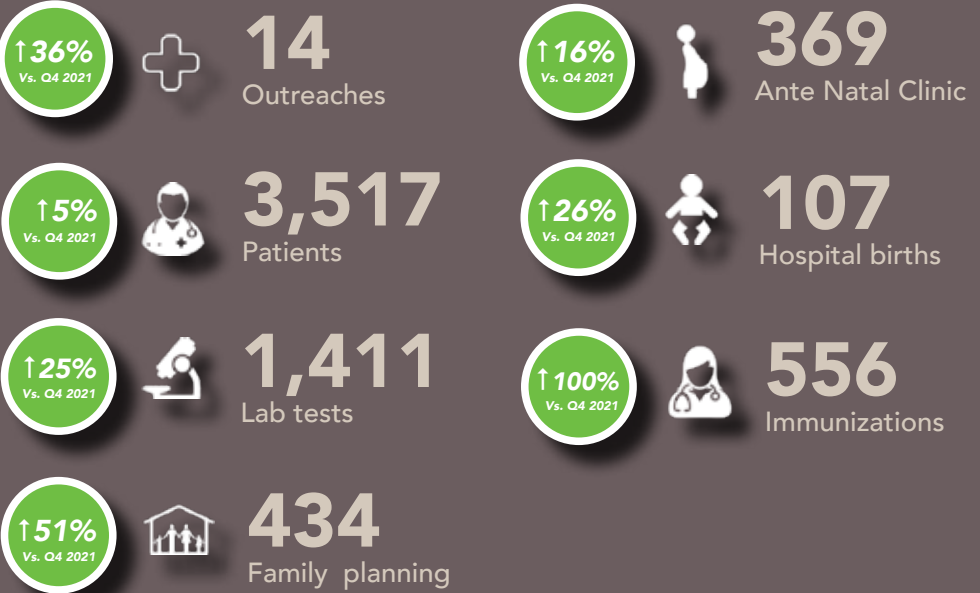 ↑36%
Vs. Q4 2021
14
Outreaches
↑16%
Vs. Q4 2021
369
Ante Natal Clinic
↑5%
Vs. Q4 2021
3,517
Patients
↑26%
Vs. Q4 2021
107
Hospital births
↑25%
Vs. Q4 2021
1,411
Lab tests
↑100%
Vs. Q4 2021
556
Immunizations
↑51%
Vs. Q4 2021
434
Family planning